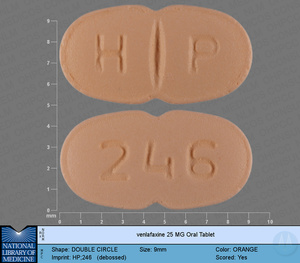 H P
246
venlafaxine 25 MG Oral Tablet
NATIONAL
LIBRARY OF
MEDICINE
Shape: DOUBLE CIRCLE Size: 9mm Color: ORANGE
Imprint: HP;246 (debossed) Scored: Yes